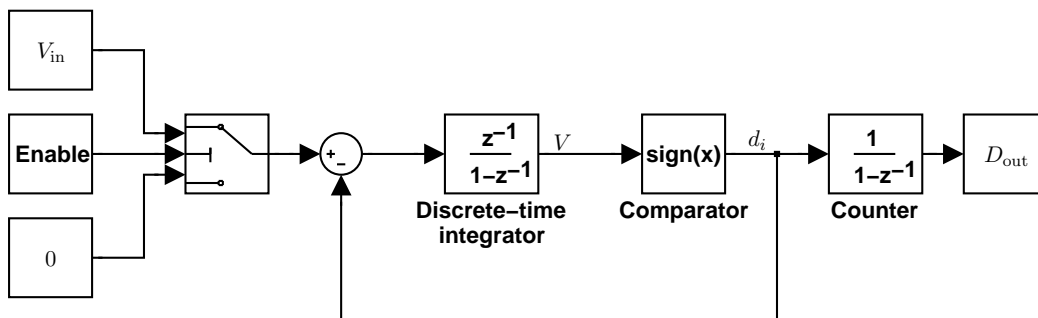 V_in
Enable
0
+
−
z⁻¹
1−z⁻¹
Discrete−time
integrator
V
sign(x)
Comparator
d_i
1
1−z⁻¹
Counter
D_out